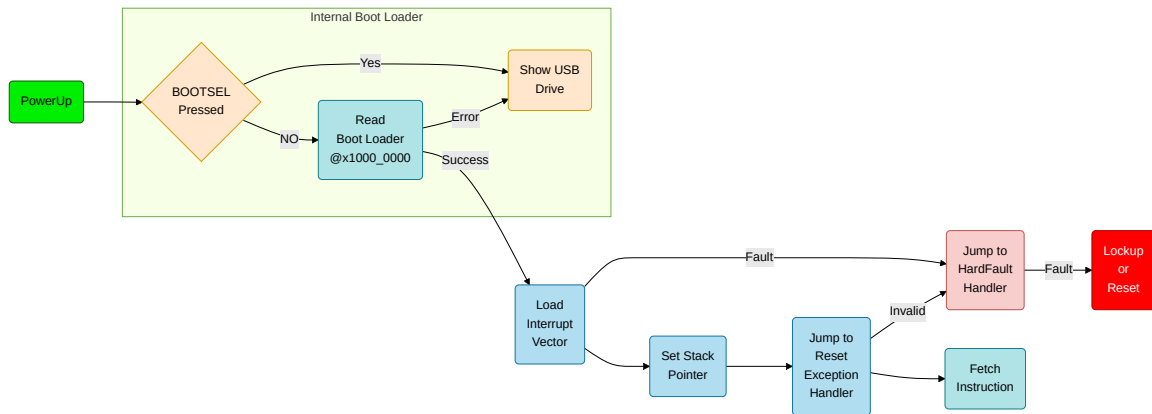 Internal Boot Loader
PowerUp
BOOTSEL
Pressed
Yes
NO
Read
Boot Loader
@x1000_0000
Error
Success
Show USB
Drive
Load
Interrupt
Vector
Fault
Set Stack
Pointer
Jump to
Reset
Exception
Handler
Invalid
Jump to
HardFault
Handler
Fault
Lockup
or
Reset
Fetch
Instruction